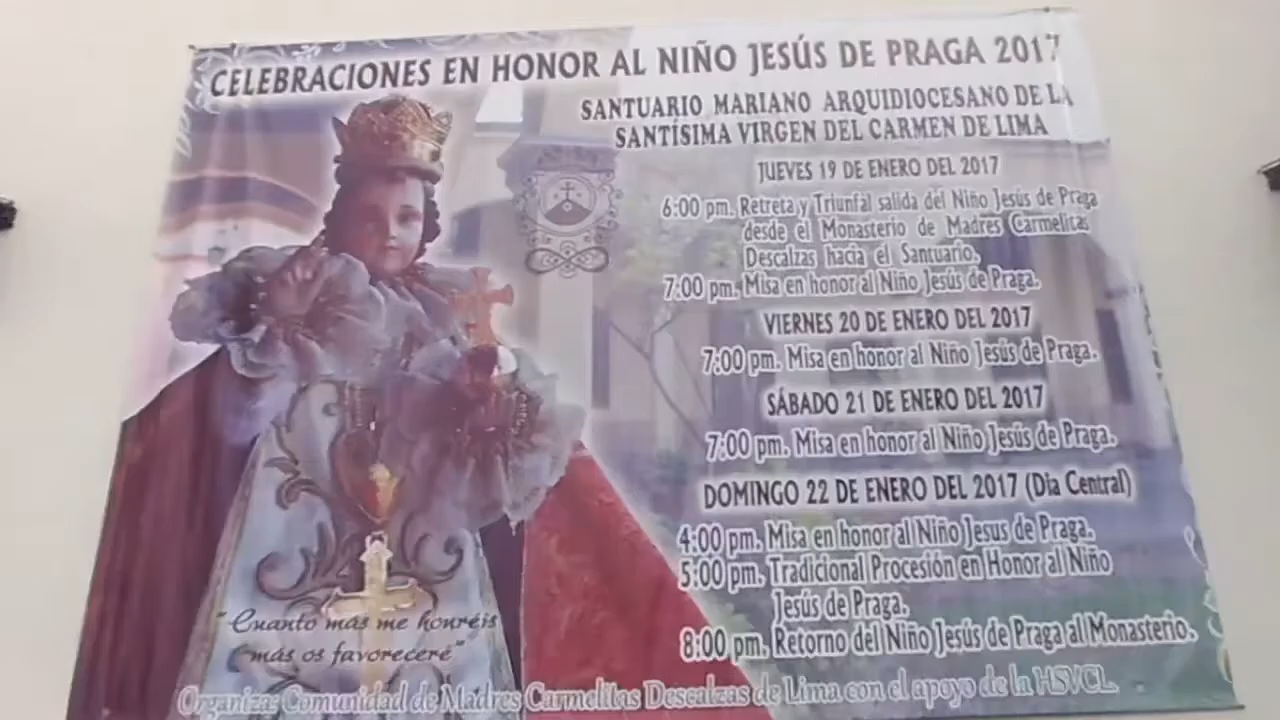 CELEBRACIONES EN HONOR AL NIÑO JESÚS DE PRAGA 2017
SANTUARIO MARIANO ARQUIDIOCESANO DE LA
SANTÍSIMA VIRGEN DEL CARMEN DE LIMA
JUEVES 19 DE ENERO DEL 2017
6:00 pm. Retreta y Triunfal salida del Niño Jesús de Praga
desde el Monasterio de Madres Carmelitas
Descalzas hacia el Santuario.
7:00 pm. Misa en honor al Niño Jesús de Praga.
VIERNES 20 DE ENERO DEL 2017
7:00 pm. Misa en honor al Niño Jesús de Praga.
SÁBADO 21 DE ENERO DEL 2017
7:00 pm. Misa en honor al Niño Jesús de Praga.
DOMINGO 22 DE ENERO DEL 2017 (Dia Central)
4:00 pm. Misa en honor al Niño Jesus de Praga.
5:00 pm. Tradicional Procesión en Honor al Niño
Jesús de Praga.
8:00 pm. Retorno del Niño Jesús de Praga al Monasterio.
"Cuanto más me honréis
más os favoreceré"
Organiza: Comunidad de Madres Carmelitas Descalzas de Lima con el apoyo de la HSVCL